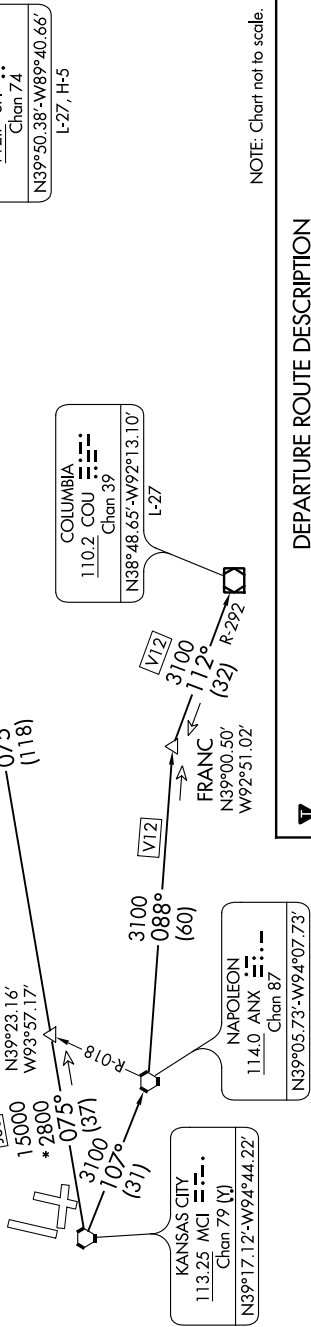 Chan 74
N39°50.38'-W89°40.66'
L-27, H-5
(118)
N39°23.16'
W93°57.17'
15000
*2800
075°
(37)
R-018
3100
107°
(31)
KANSAS CITY
113.25 MCI
Chan 79 (Y)
N39°17.12'-W94°44.22'
NAPOLEON
114.0 ANX
Chan 87
N39°05.73'-W94°07.73'
3100
088°
(60)
V12
FRANC
N39°00.50'
W92°51.02'
V12
3100
112°
(32)
R-292
COLUMBIA
110.2 COU
Chan 39
N38°48.65'-W92°13.10'
L-27
NOTE: Chart not to scale.
T
DEPARTURE ROUTE DESCRIPTION